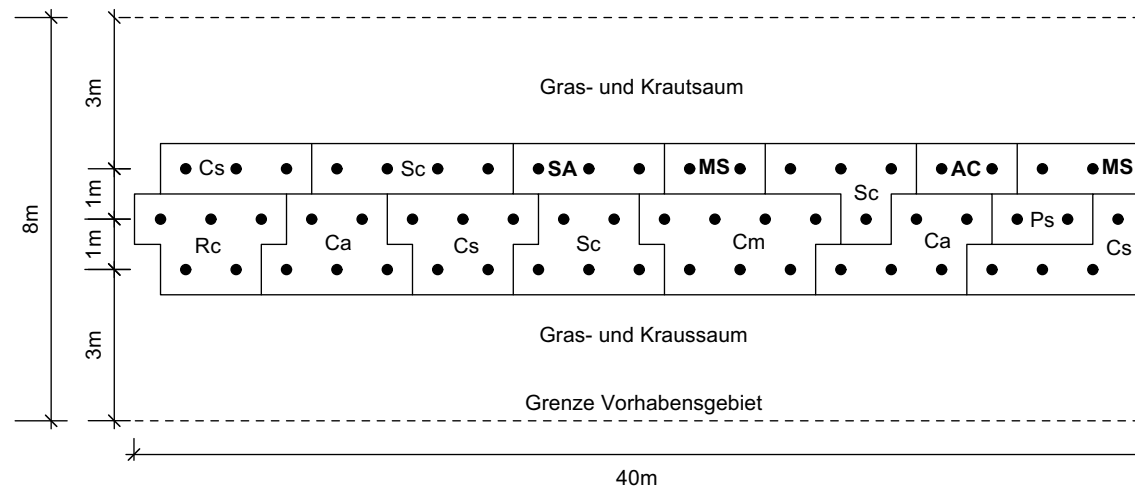 Gras- und Krautsaum
3m
1m
1m
3m
8m
Cs
Sc
SA
MS
Sc
AC
MS
Rc
Ca
Cs
Sc
Cm
Ca
Ps
Cs
Gras- und Kraussaum
Grenze Vorhabensgebiet
40m